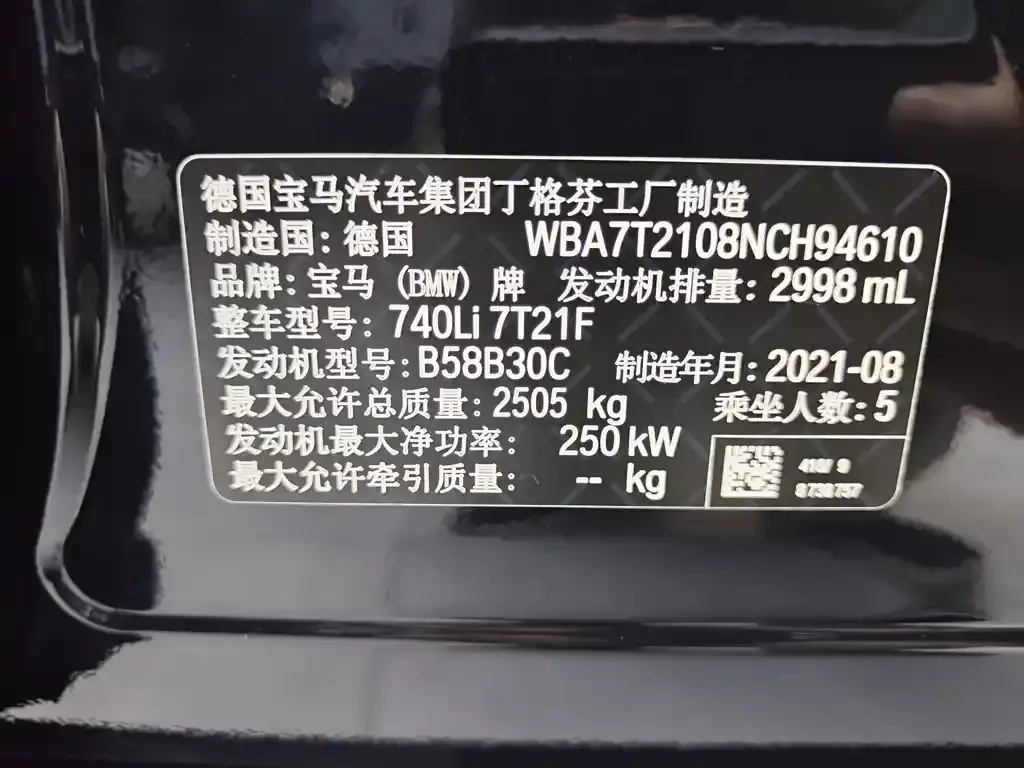 德国宝马汽车集团丁格芬工厂制造
制造国：德国 WBA7T2108NCH94610
品牌：宝马 (BMW) 牌 发动机排量：2998 mL
整车型号：740Li 7T21F
发动机型号：B58B30C 制造年月：2021-08
最大允许总质量：2505 kg 乘坐人数：5
发动机最大净功率： 250 kW
最大允许牵引质量： -- kg